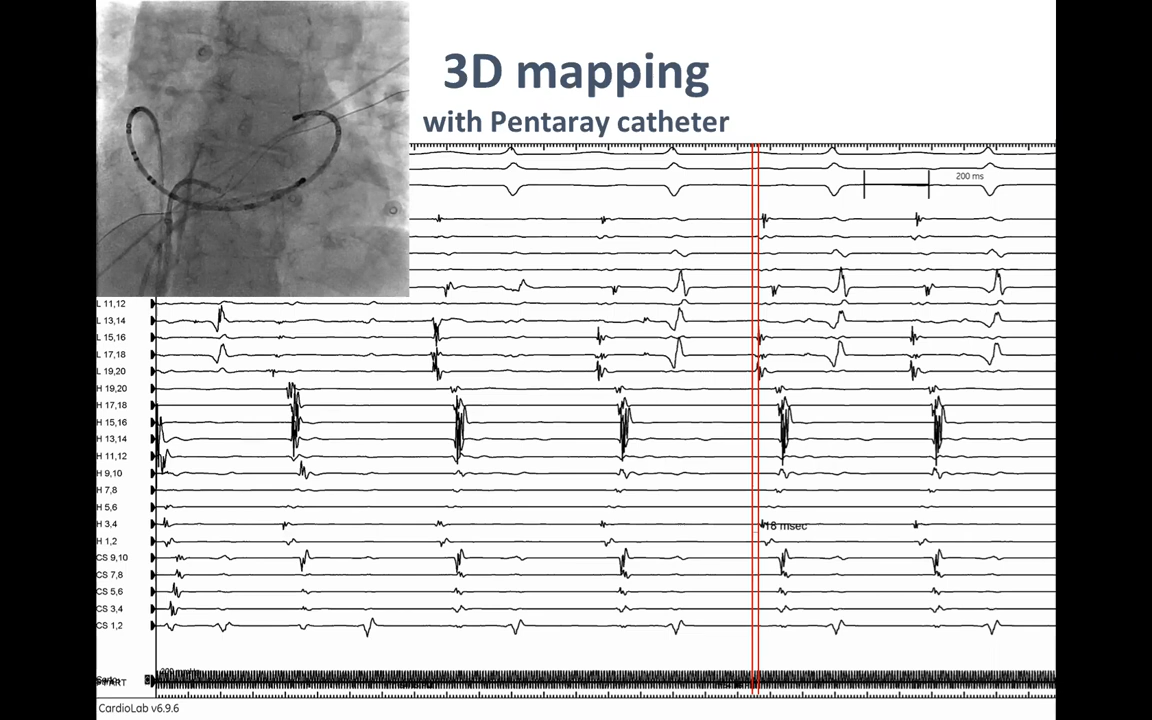 3D mapping
with Pentaray catheter
200 ms
L 11,12
L 13,14
L 15,16
L 17,18
L 19,20
H 19,20
H 17,18
H 15,16
H 13,14
H 11,12
H 9,10
H 7,8
H 5,6
H 3,4
-18 msec
H 1,2
CS 9,10
CS 7,8
CS 5,6
CS 3,4
CS 1,2
CardioLab v6.9.6